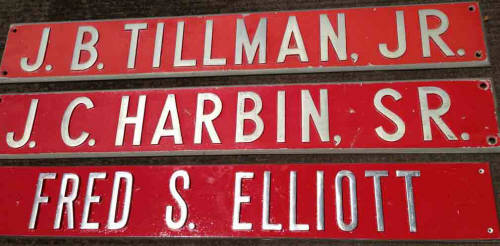 J. B. TILLMAN, JR.
J. C. HARBIN, SR.
FRED S. ELLIOTT